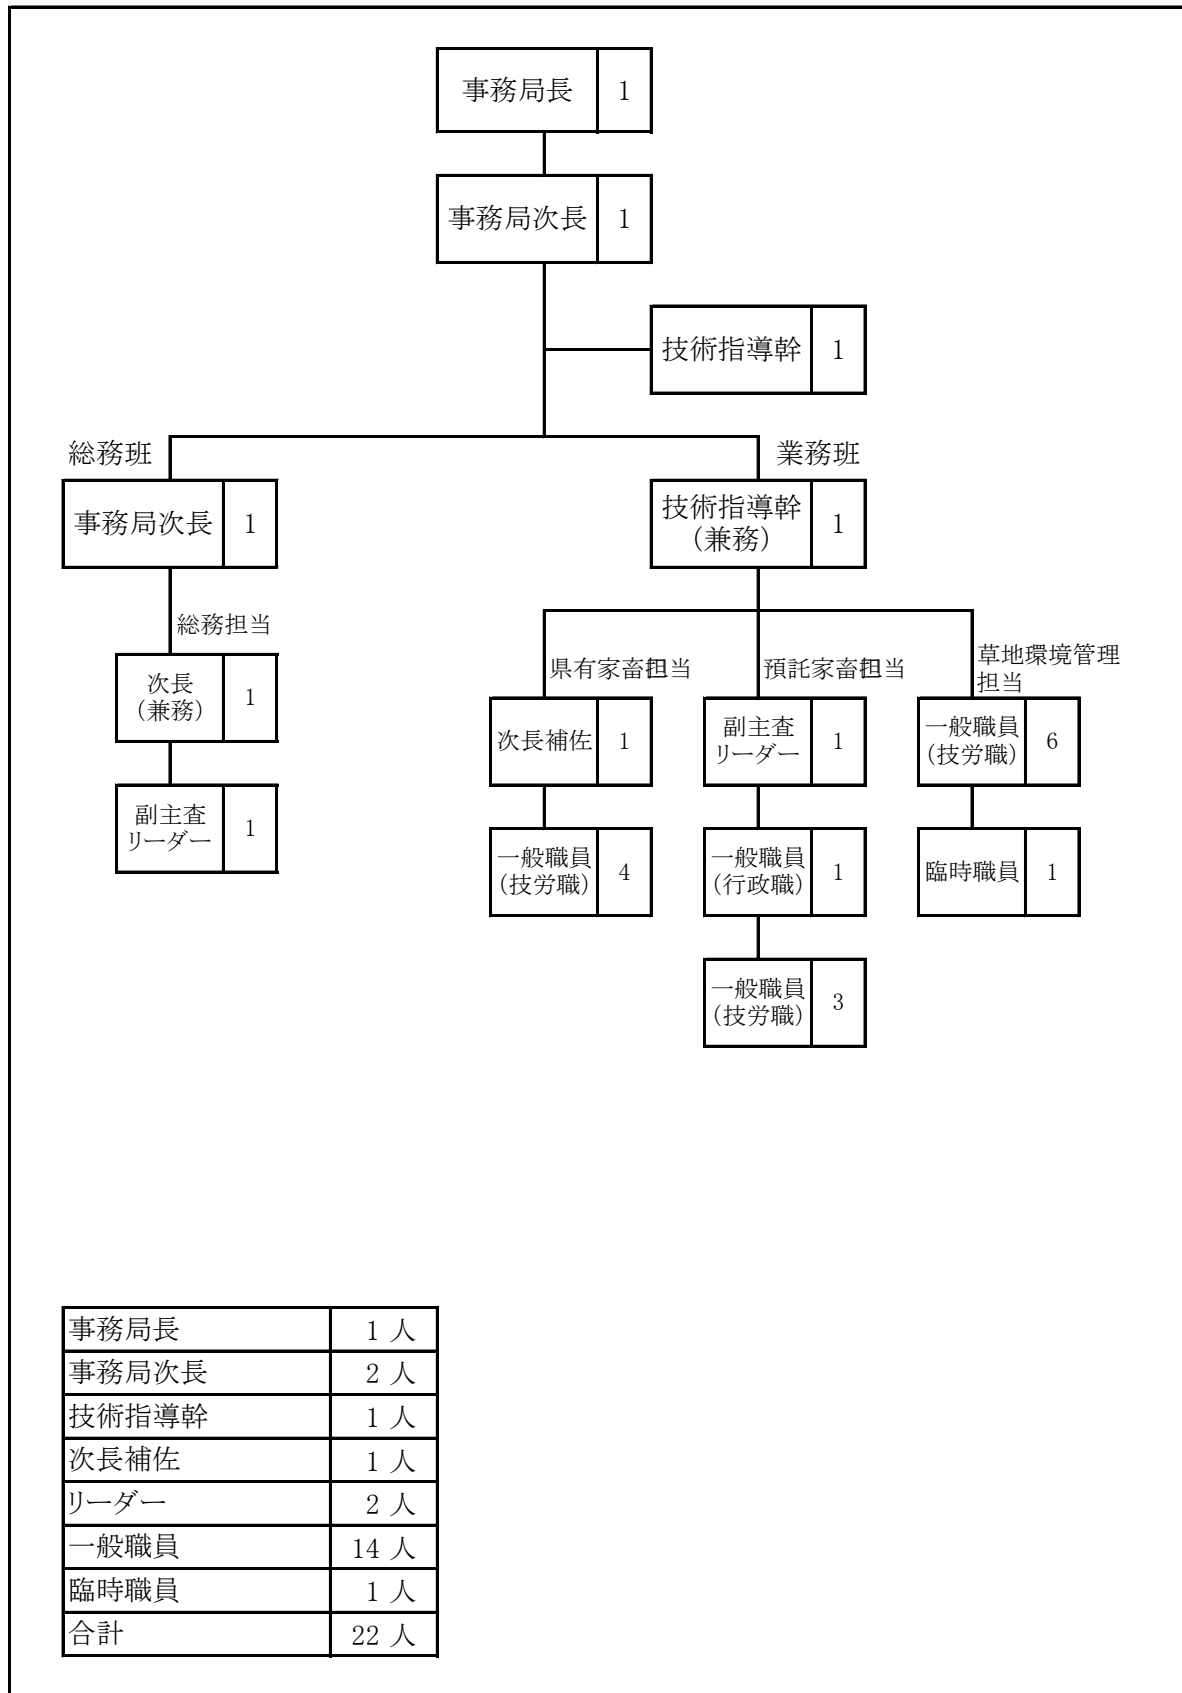 事務局長 1
事務局次長 1
技術指導幹 1
総務班
業務班
事務局次長 1
技術指導幹
（兼務） 1
総務担当
県有家畜担当
預託家畜担当
草地環境管理
担当
次長
（兼務） 1
次長補佐 1
副主査
リーダー 1
一般職員
（技労職） 6
副主査
リーダー 1
一般職員
（技労職） 4
一般職員
（行政職） 1
臨時職員 1
一般職員
（技労職） 3
事務局長 1 人
事務局次長 2 人
技術指導幹 1 人
次長補佐 1 人
リーダー 2 人
一般職員 14 人
臨時職員 1 人
合計 22 人